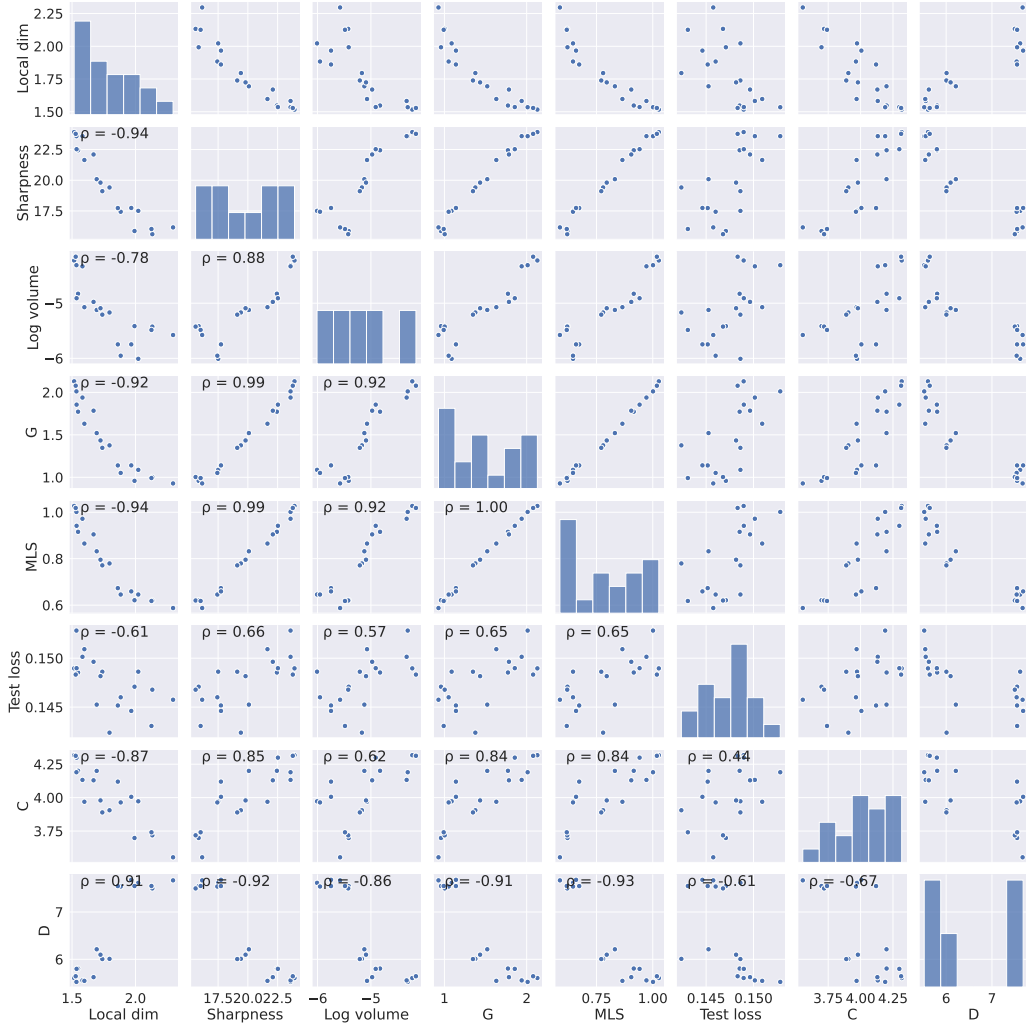 2.25
2.00
1.75
1.50
Local dim
ρ = -0.94
22.5
20.0
17.5
Sharpness
ρ = -0.78
ρ = 0.88
−5
−6
Log volume
ρ = -0.92
ρ = 0.99
ρ = 0.92
2.0
1.5
1.0
G
ρ = -0.94
ρ = 0.99
ρ = 0.92
ρ = 1.00
1.0
0.8
0.6
MLS
ρ = -0.61
ρ = 0.66
ρ = 0.57
ρ = 0.65
ρ = 0.65
0.150
0.145
Test loss
ρ = -0.87
ρ = 0.85
ρ = 0.62
ρ = 0.84
ρ = 0.84
ρ = 0.44
4.25
4.00
3.75
C
ρ = 0.91
ρ = -0.92
ρ = -0.86
ρ = -0.91
ρ = -0.93
ρ = -0.61
ρ = -0.67
7
6
D
1.5 2.0 17.5 20.0 22.5 −6 −5 1 2 0.75 1.00 0.145 0.150 3.75 4.00 4.25 6 7
Local dim Sharpness Log volume G MLS Test loss C D